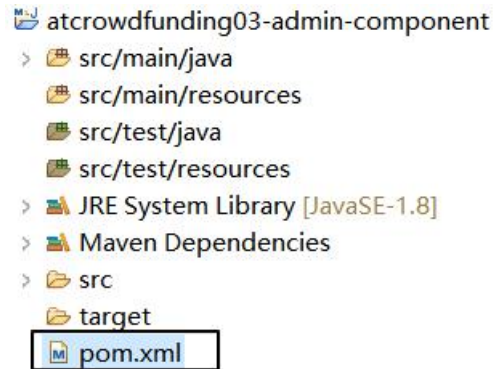 atcrowdfunding03-admin-component
src/main/java
src/main/resources
src/test/java
src/test/resources
JRE System Library [JavaSE-1.8]
Maven Dependencies
src
target
pom.xml